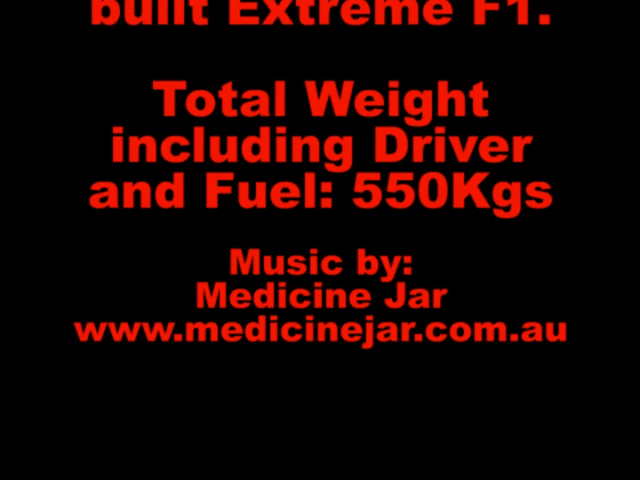 built Extreme F1.
Total Weight
including Driver
and Fuel: 550Kgs
Music by:
Medicine Jar
www.medicinejar.com.au